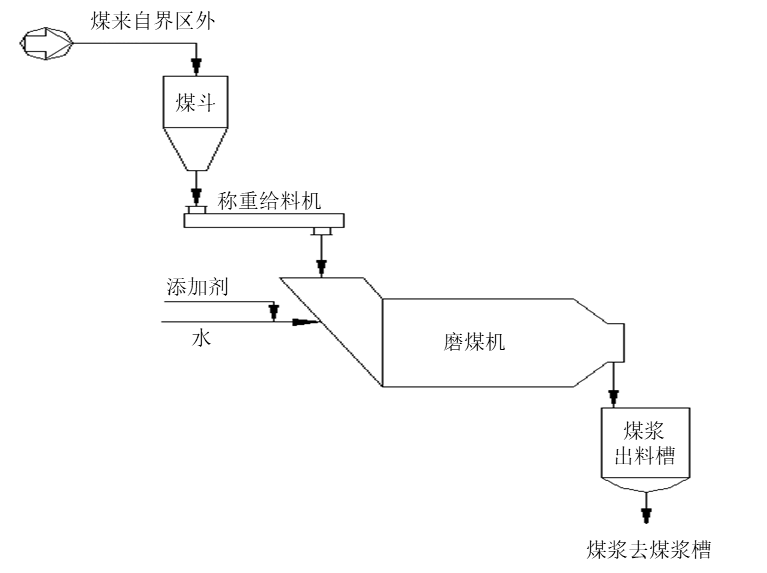 煤来自界区外
煤斗
称重给料机
添加剂
水
磨煤机
煤浆
出料槽
煤浆去煤浆槽